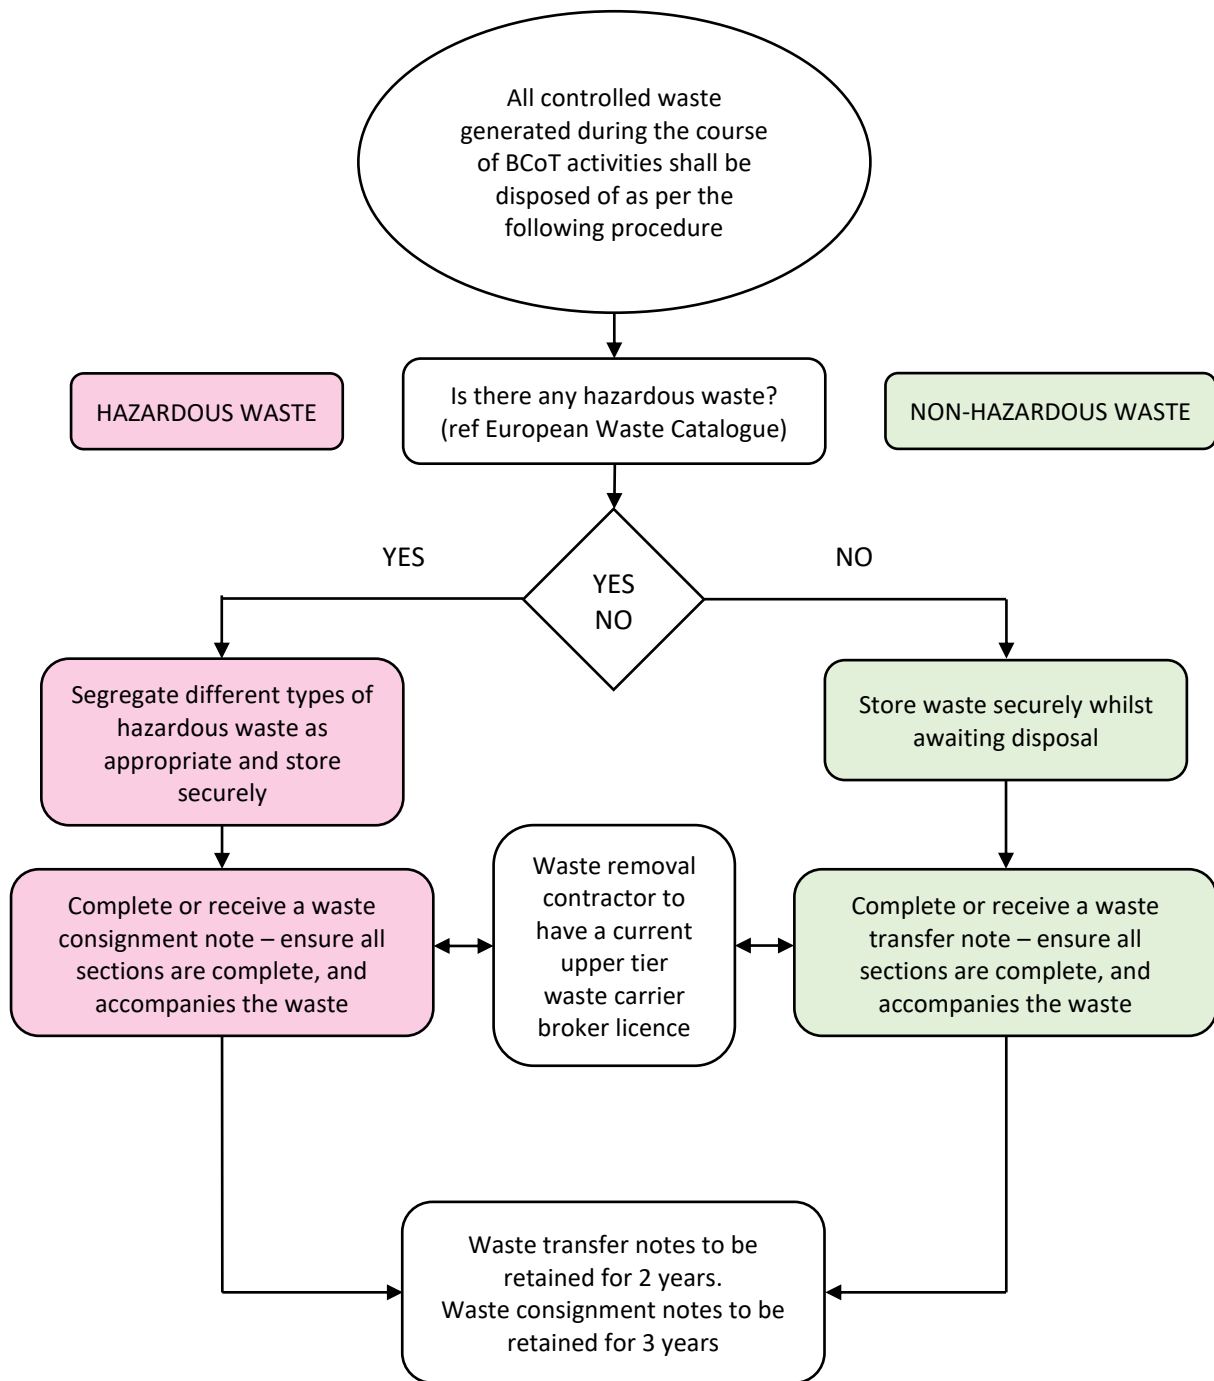 All controlled waste
generated during the course
of BCoT activities shall be
disposed of as per the
following procedure
HAZARDOUS WASTE
Is there any hazardous waste?
(ref European Waste Catalogue)
NON-HAZARDOUS WASTE
YES
YES
NO
NO
Segregate different types of
hazardous waste as
appropriate and store
securely
Store waste securely whilst
awaiting disposal
Complete or receive a waste
consignment note – ensure all
sections are complete, and
accompanies the waste
Waste removal
contractor to
have a current
upper tier
waste carrier
broker licence
Complete or receive a waste
transfer note – ensure all
sections are complete, and
accompanies the waste
Waste transfer notes to be
retained for 2 years.
Waste consignment notes to be
retained for 3 years